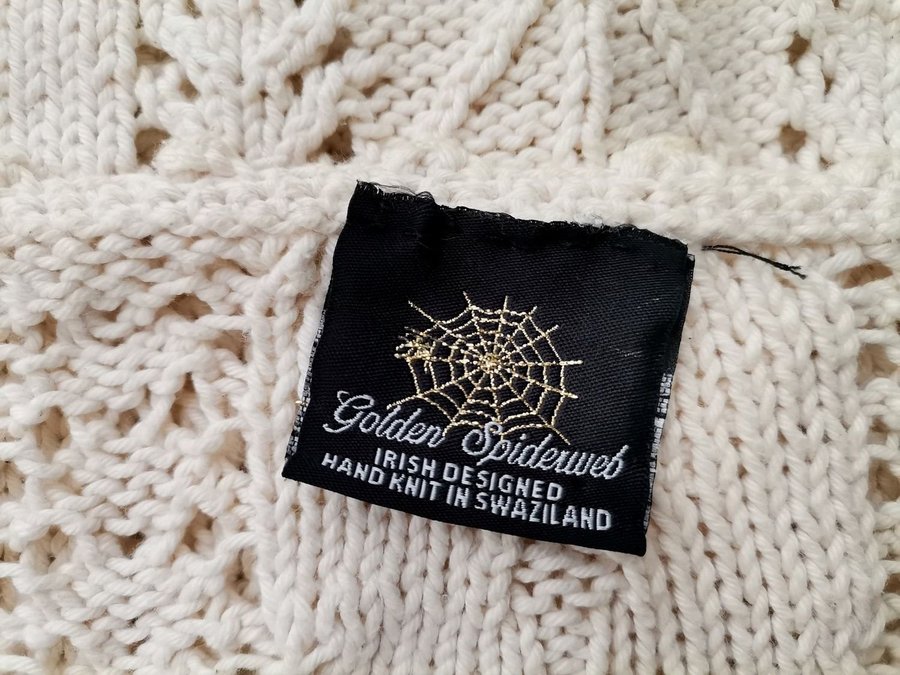 Golden Spiderweb
IRISH DESIGNED
HAND KNIT IN SWAZILAND